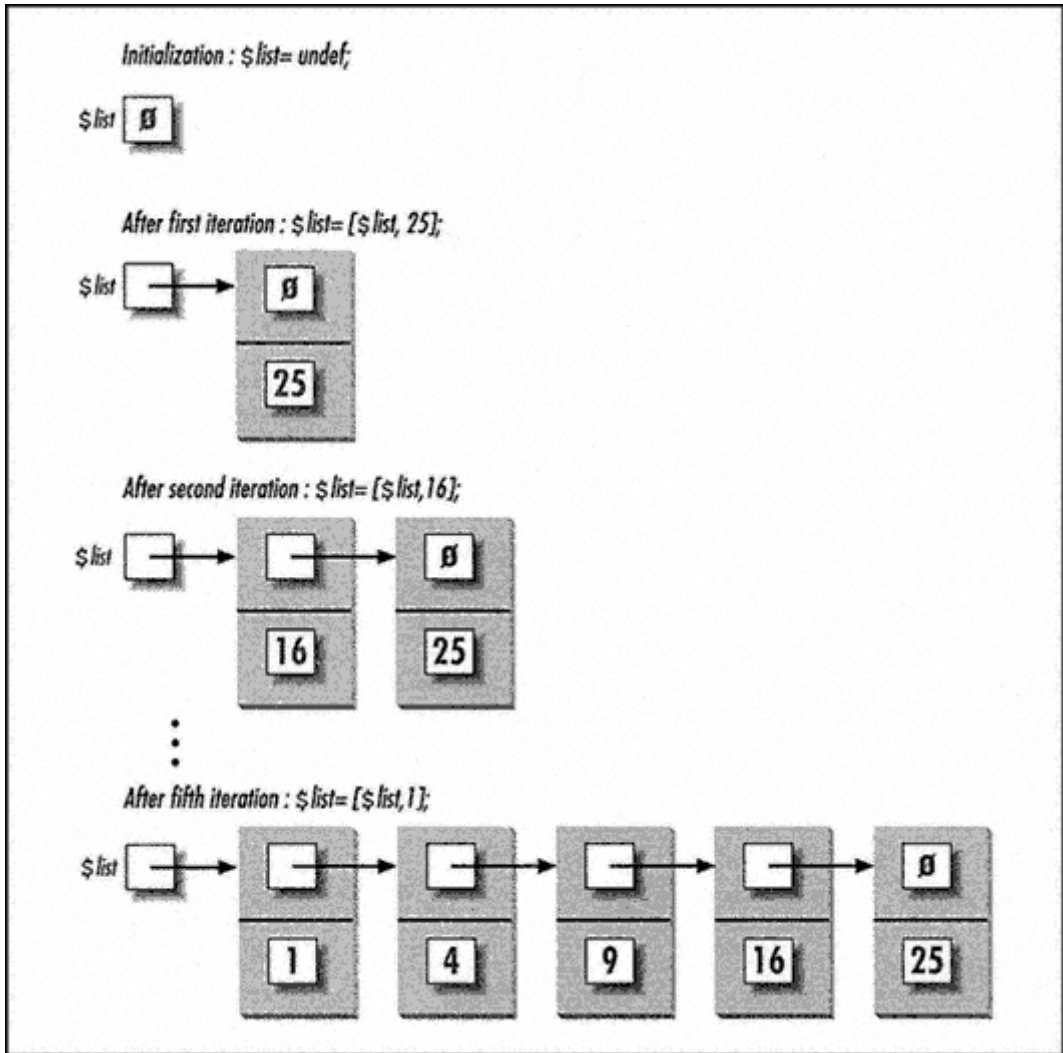 Initialization : $list= undef;
$list Ø
After first iteration : $list= [$list, 25];
$list Ø
25
After second iteration : $list= [$list,16];
$list Ø
16 25
After fifth iteration : $list= [$list,1];
$list Ø
1 4 9 16 25